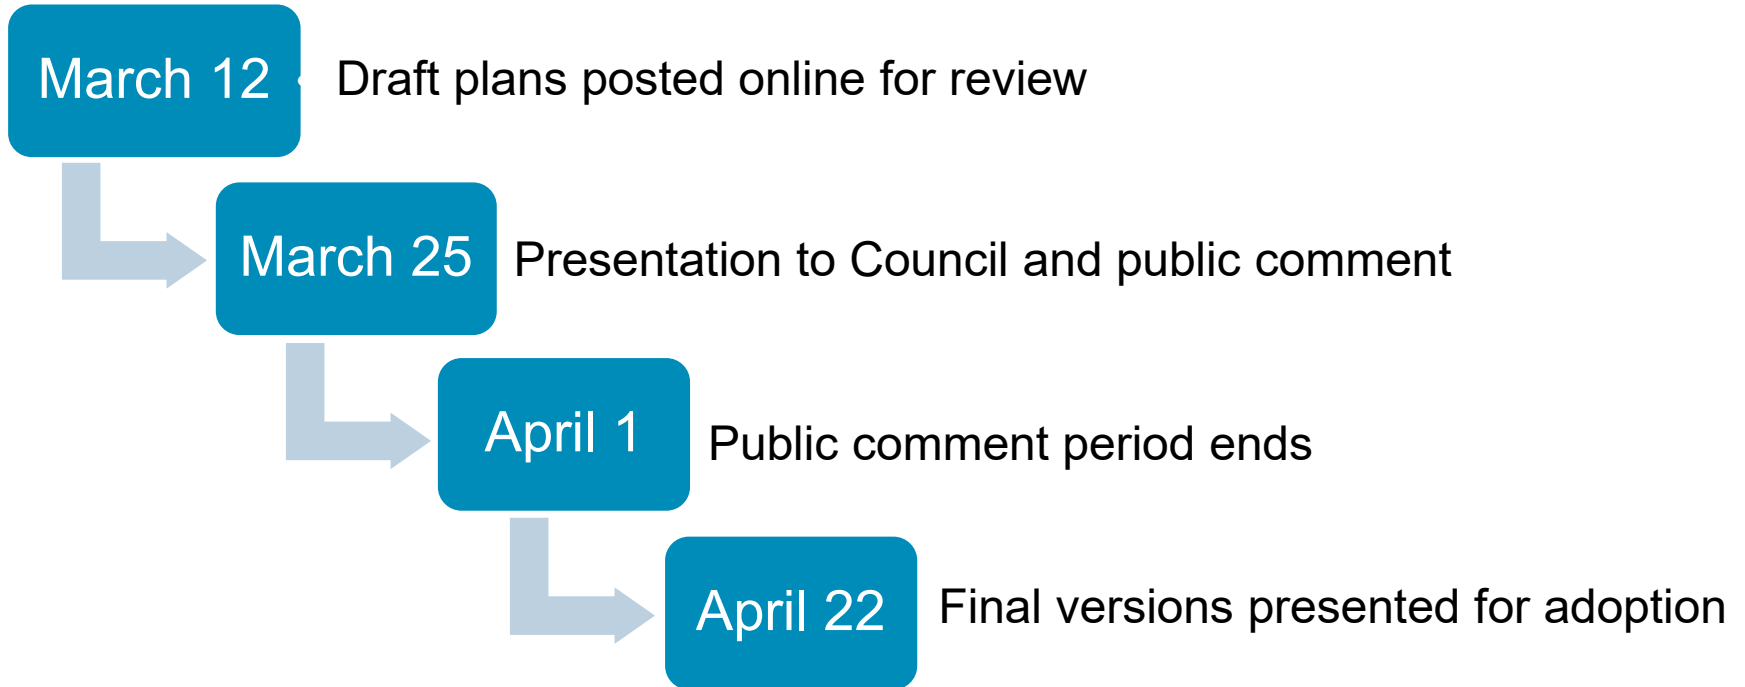 March 12 • Draft plans posted online for review
March 25 Presentation to Council and public comment
April 1 Public comment period ends
April 22 Final versions presented for adoption